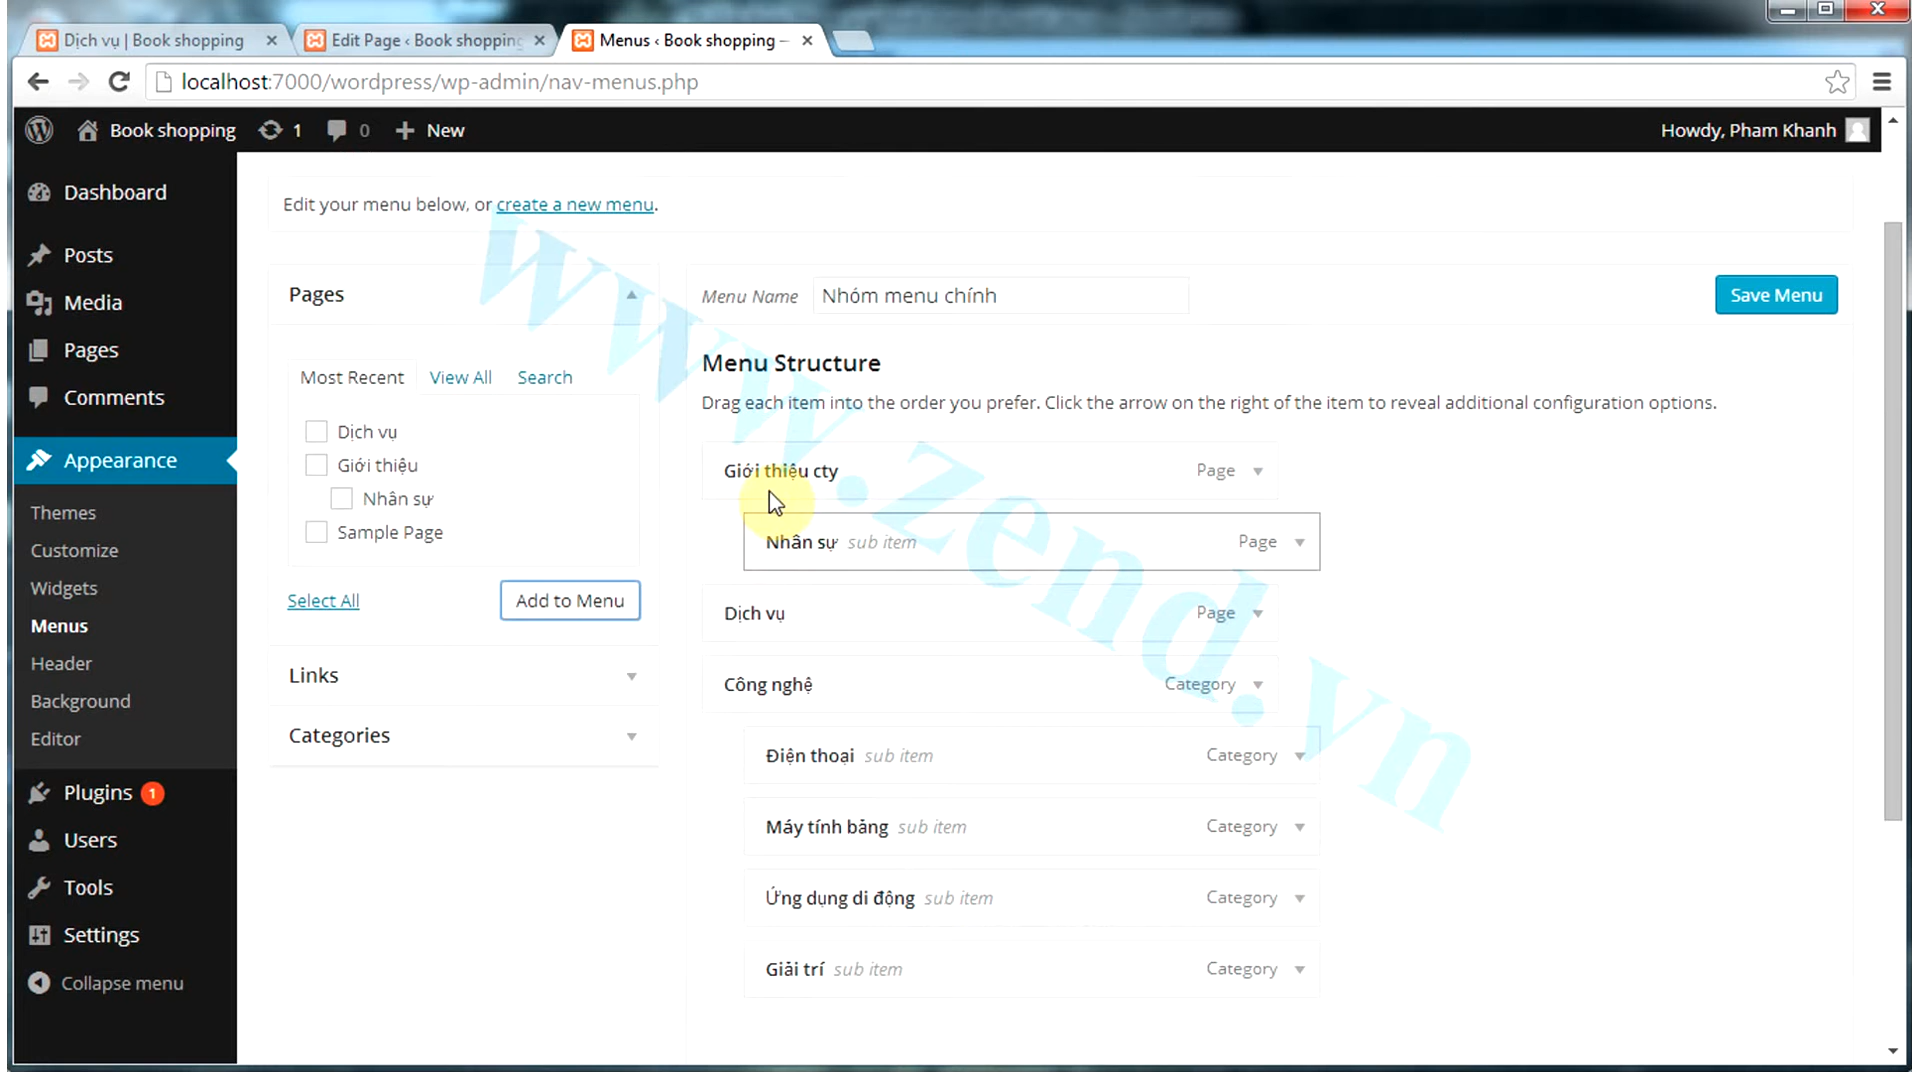 Dịch vụ | Book shopping
Edit Page ‹ Book shopping
Menus ‹ Book shopping –
localhost:7000/wordpress/wp-admin/nav-menus.php
Book shopping 1 0 New
Howdy, Pham Khanh
Dashboard
Posts
Media
Pages
Comments
Appearance
Themes
Customize
Widgets
Menus
Header
Background
Editor
Plugins 1
Users
Tools
Settings
Collapse menu
Edit your menu below, or create a new menu.
Pages
Most Recent View All Search
Dịch vụ
Giới thiệu
Nhân sự
Sample Page
Select All Add to Menu
Links
Categories
Menu Name Nhóm menu chính Save Menu
Menu Structure
Drag each item into the order you prefer. Click the arrow on the right of the item to reveal additional configuration options.
Giới thiệu cty Page
Nhân sự sub item Page
Dịch vụ Page
Công nghệ Category
Điện thoại sub item Category
Máy tính bảng sub item Category
Ứng dụng di động sub item Category
Giải trí sub item Category
www.zend.vn